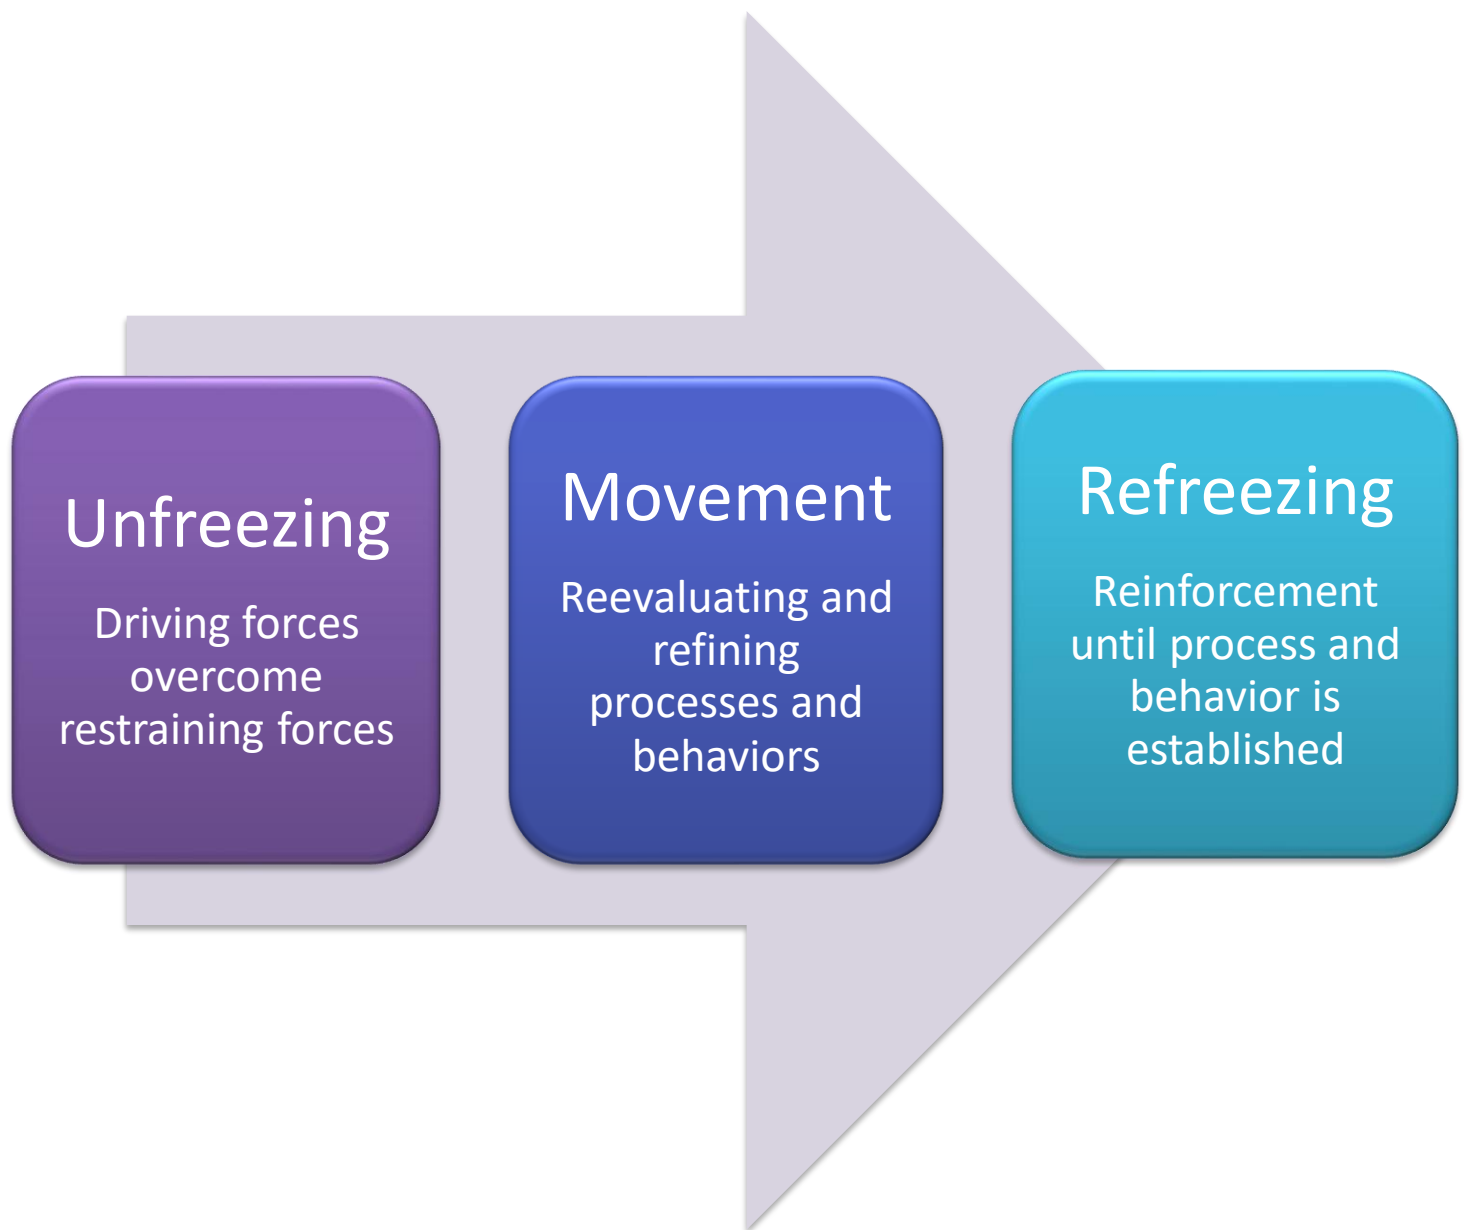 Unfreezing
Driving forces
overcome
restraining forces
Movement
Reevaluating and
refining
processes and
behaviors
Refreezing
Reinforcement
until process and
behavior is
established